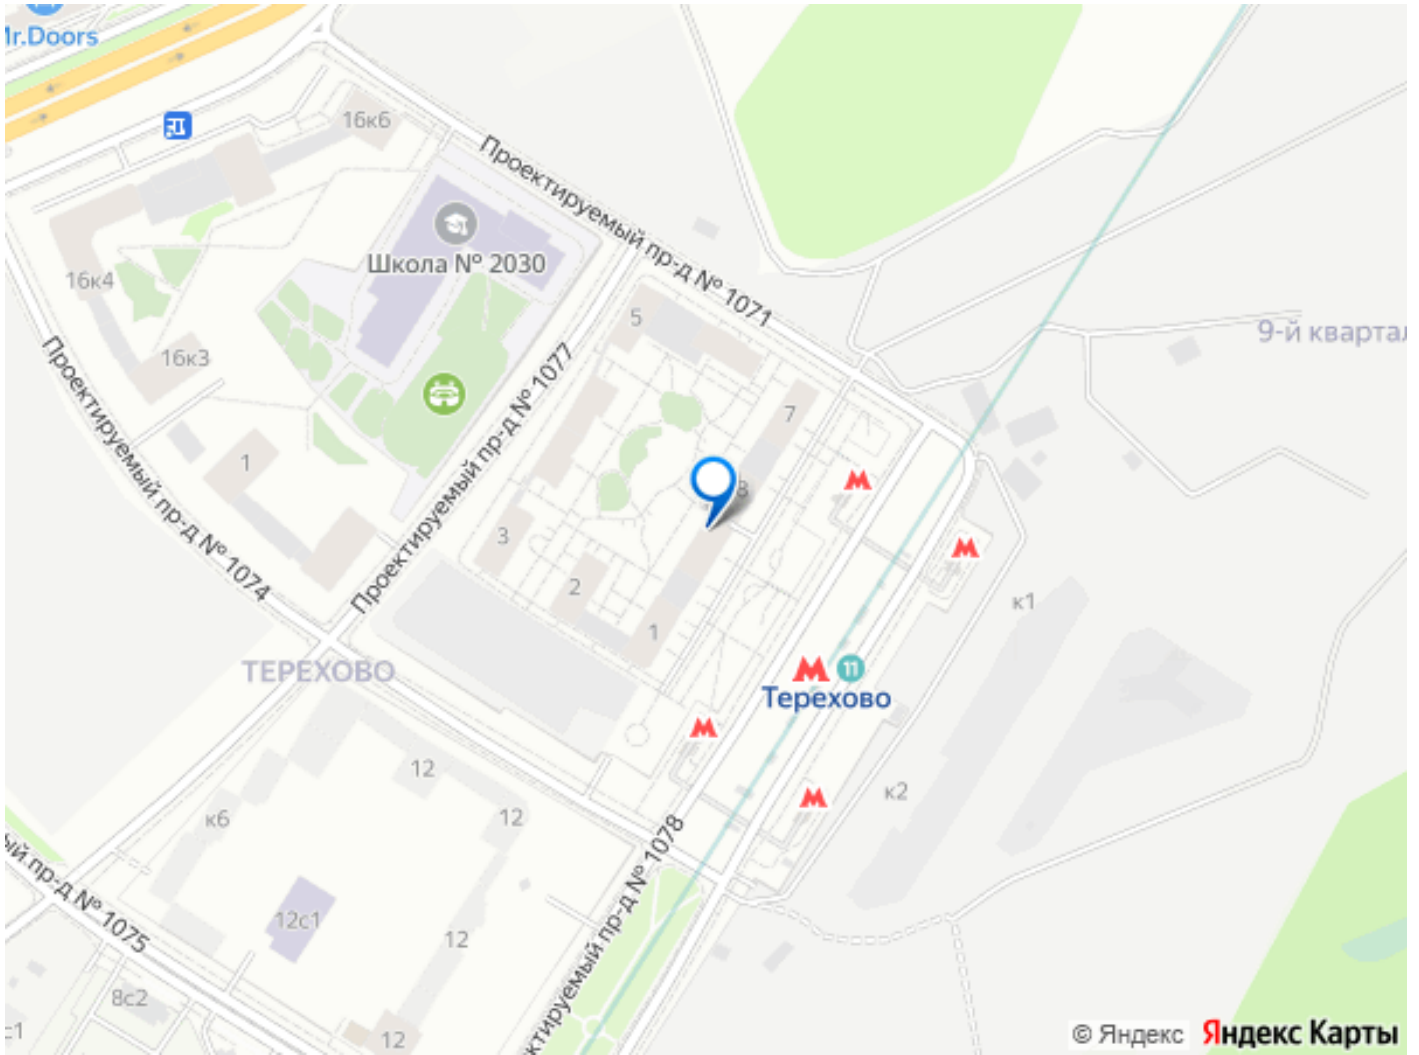 Mr.Doors
16к6
Проектируемый пр-д № 1071
Школа № 2030
16к4
5
9-й квартал
Проектируемый пр-д № 1077
16к3
7
Проектируемый пр-д № 1074
1
8
3
2
к1
1
ТЕРЕХОВО
11
Терехово
12
к2
к6
12
Проектируемый пр-д № 1078
ый пр-д № 1075
12с1
12
8с2
с1
12
© Яндекс Яндекс Карты